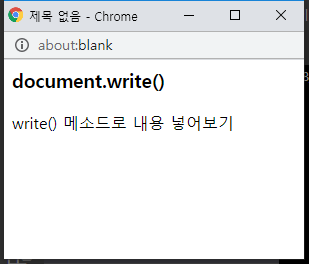 제목 없음 - Chrome
about:blank
document.write()
write() 메소드로 내용 넣어보기